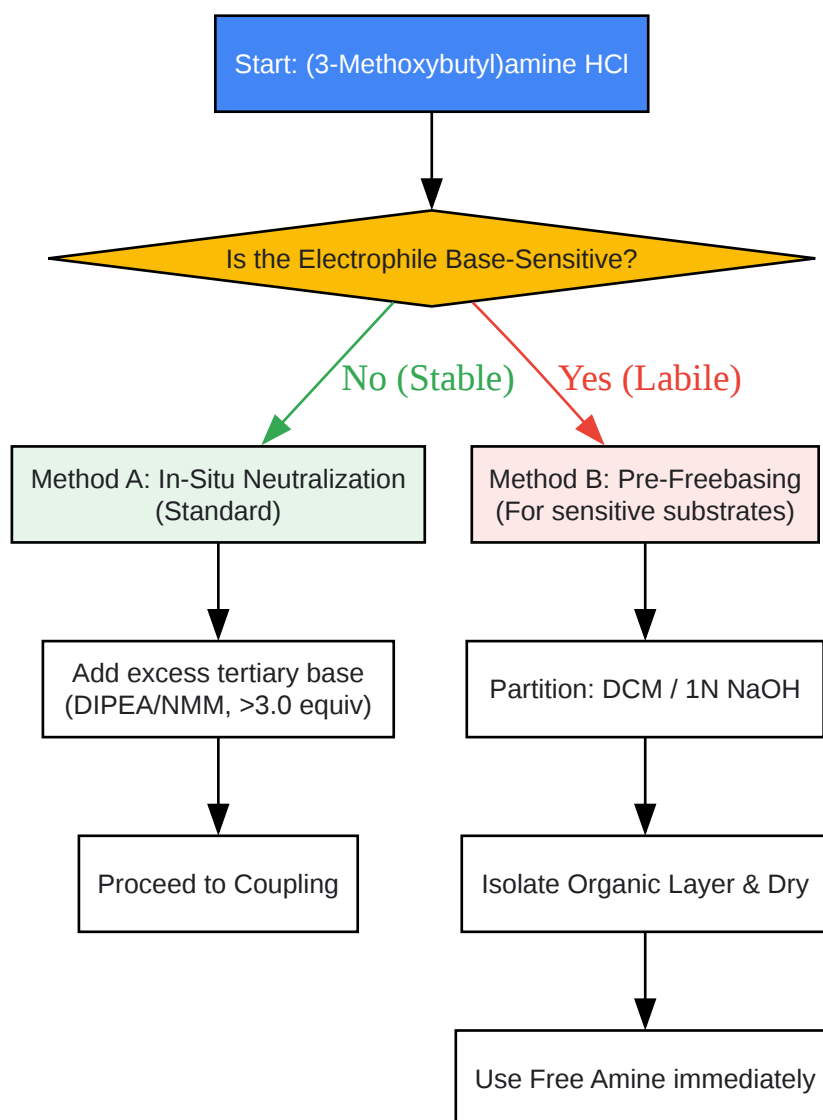 Start: (3-Methoxybutyl)amine HCl
Is the Electrophile Base-Sensitive?
No (Stable)
Yes (Labile)
Method A: In-Situ Neutralization
(Standard)
Method B: Pre-Freebasing
(For sensitive substrates)
Add excess tertiary base
(DIPEA/NMM, >3.0 equiv)
Partition: DCM / 1N NaOH
Proceed to Coupling
Isolate Organic Layer & Dry
Use Free Amine immediately